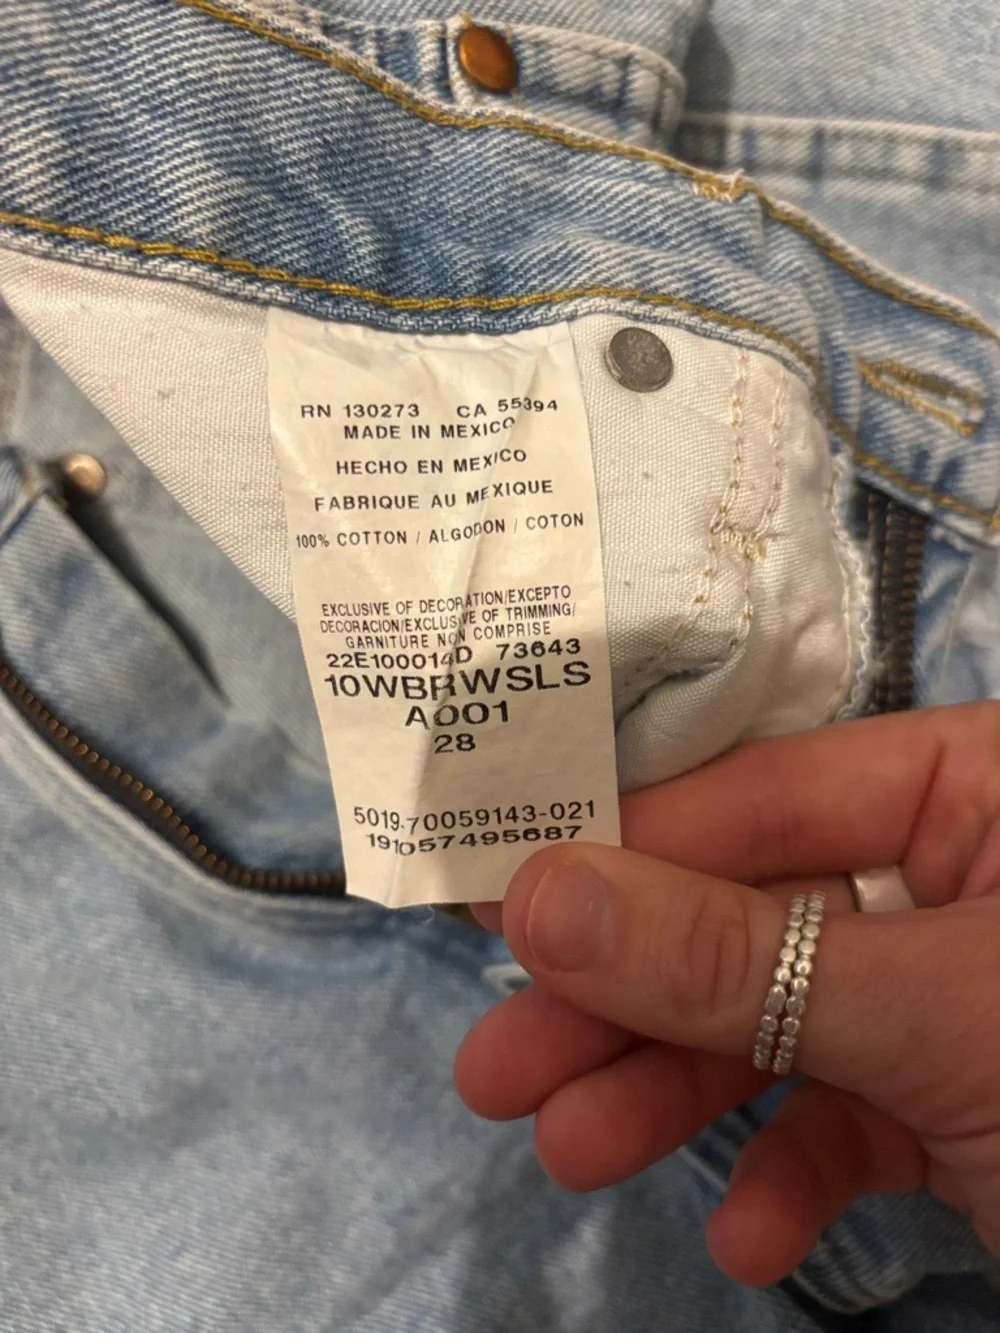 RN 130273 CA 55394
MADE IN MEXICO
HECHO EN MEXICO
FABRIQUE AU MEXIQUE
100% COTTON / ALGODON / COTON
EXCLUSIVE OF DECORATION/EXCEPTO
DECORACION/EXCLUSIVE OF TRIMMING/
GARNITURE NON COMPRISE
22E100014D 73643
10WBRWSLS
A001
28
5019-70059143-021
191057495687